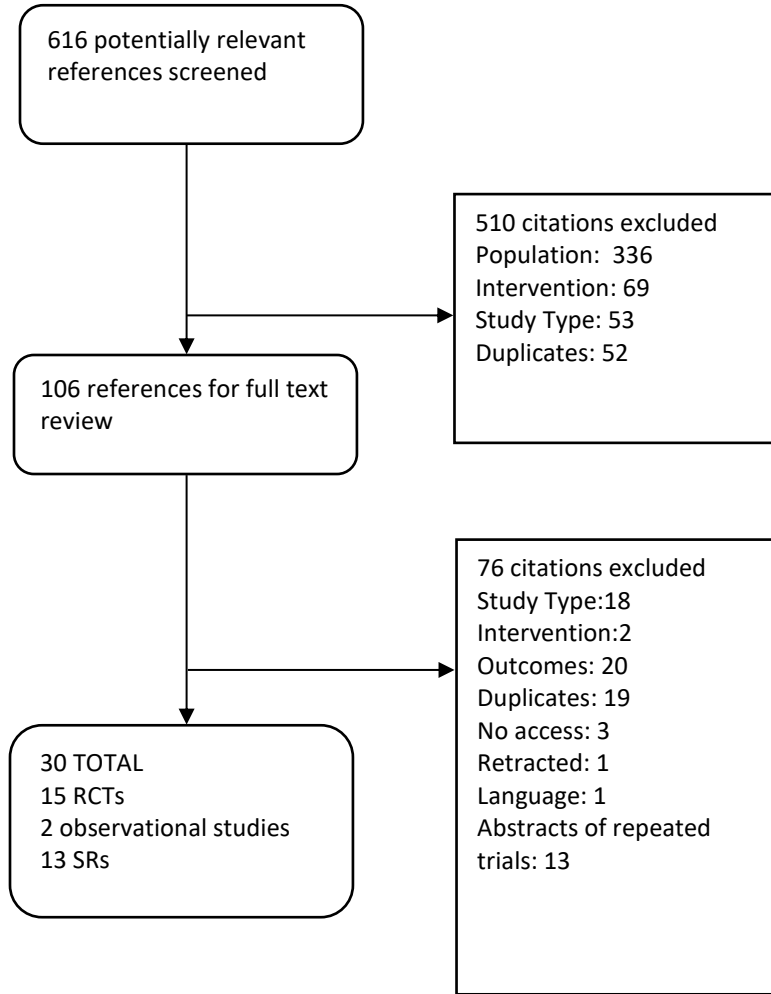 616 potentially relevant
references screened
510 citations excluded
Population:  336
Intervention: 69
Study Type: 53
Duplicates: 52
106 references for full text
review
76 citations excluded
Study Type:18
Intervention:2
Outcomes: 20
Duplicates: 19
No access: 3
Retracted: 1
Language: 1
Abstracts of repeated
trials: 13
30 TOTAL
15 RCTs
2 observational studies
13 SRs